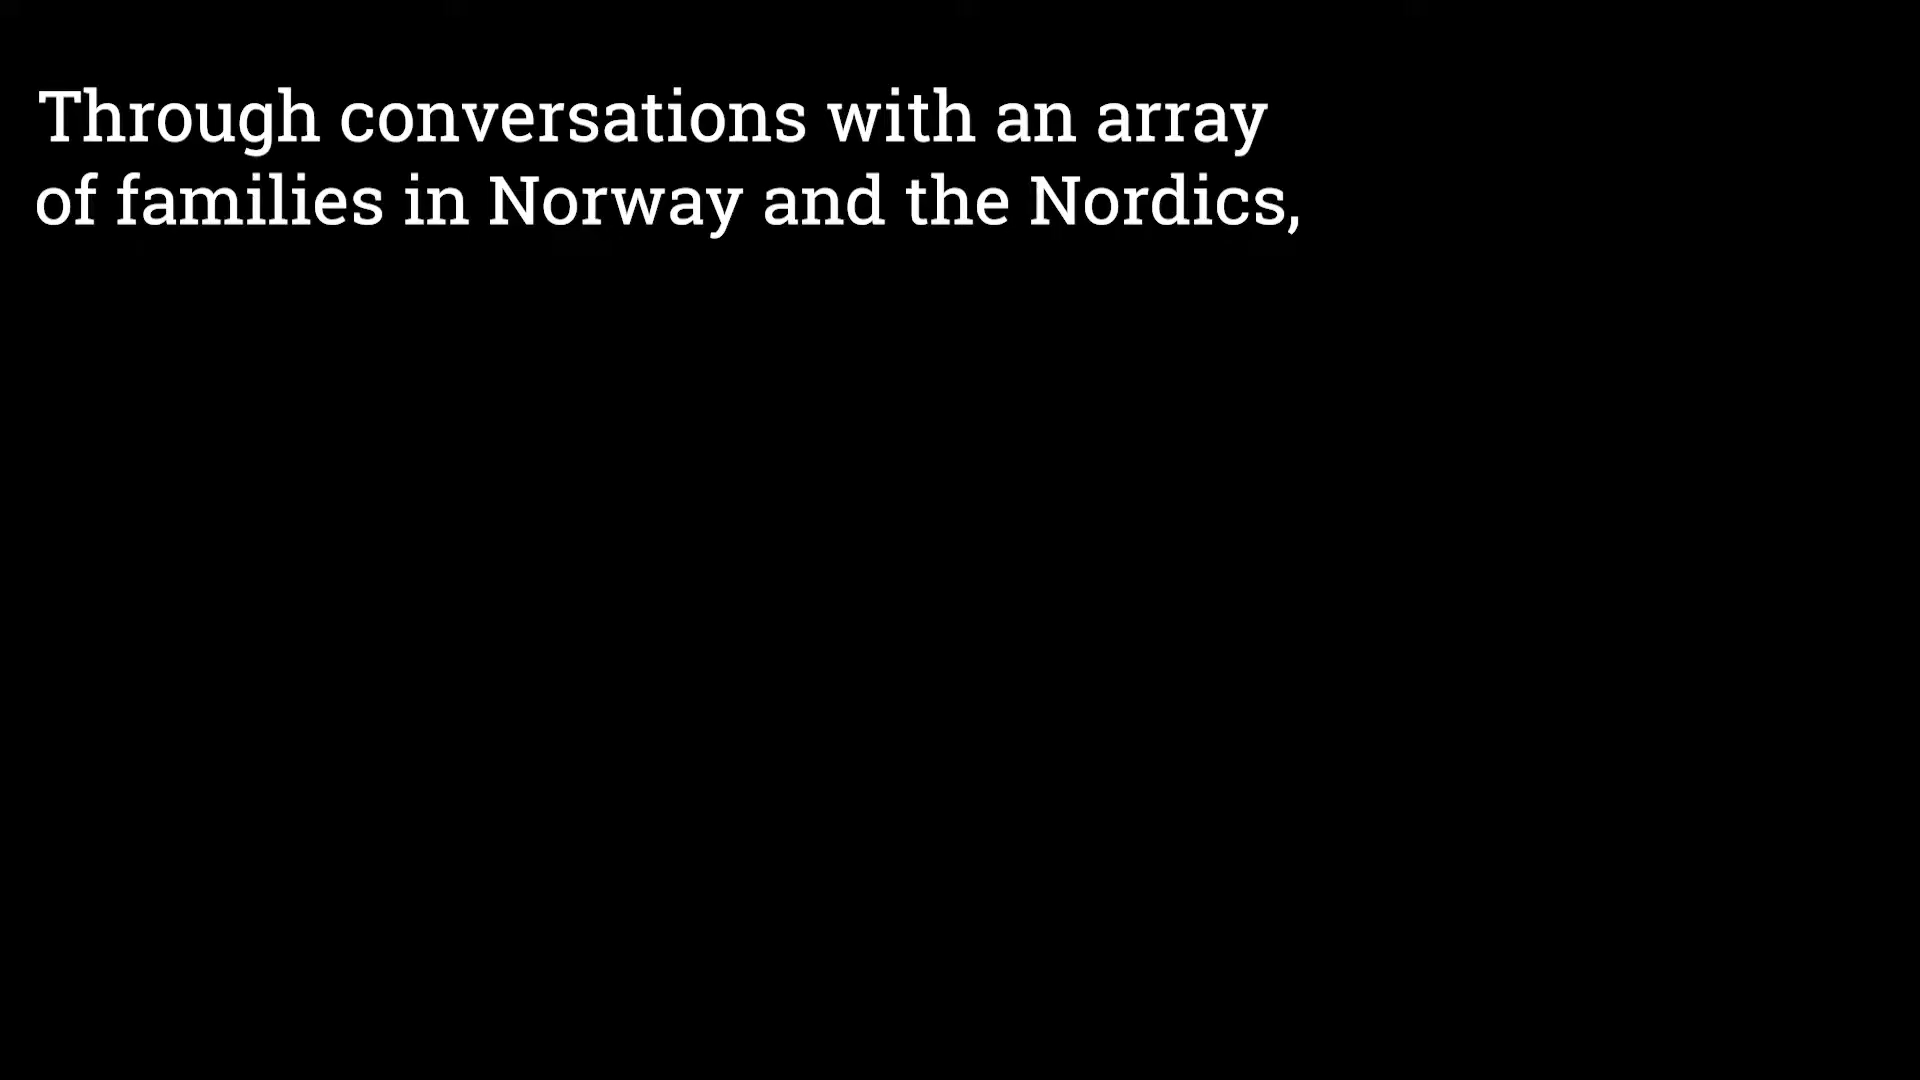 Through conversations with an array
of families in Norway and the Nordics,